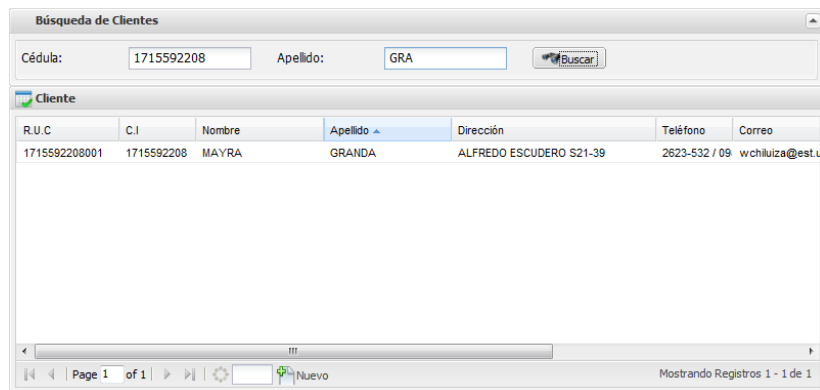 Búsqueda de Clientes
Cédula: 1715592208 Apellido: GRA Buscar
Cliente
R.U.C C.I Nombre Apellido Dirección Teléfono Correo
1715592208001 1715592208 MAYRA GRANDA ALFREDO ESCUDERO S21-39 2623-532 / 09 wchiluiza@est.u
Page 1 of 1 Nuevo Mostrando Registros 1 - 1 de 1